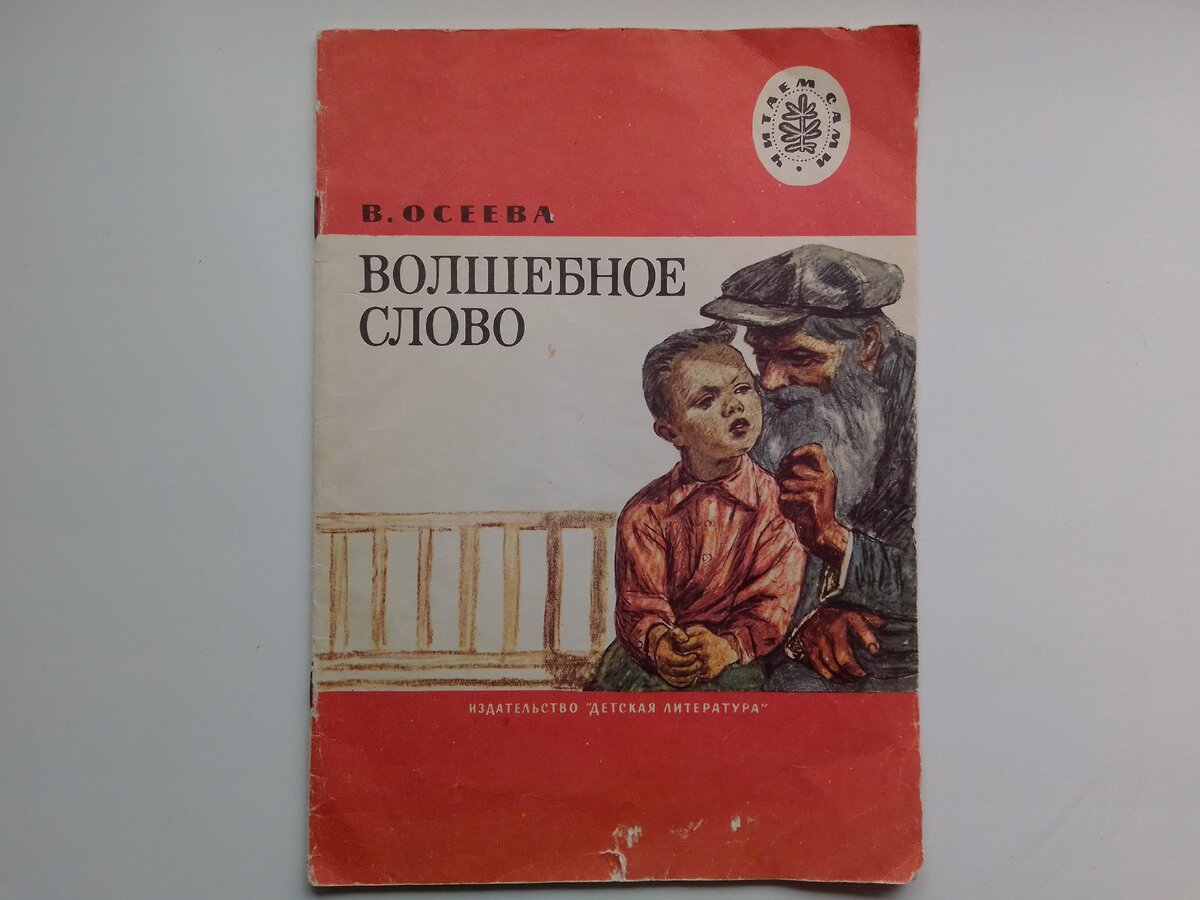 ЧИТАЕМ САМИ •
В. ОСЕЕВА
ВОЛШЕБНОЕ
СЛОВО
ИЗДАТЕЛЬСТВО "ДЕТСКАЯ ЛИТЕРАТУРА"